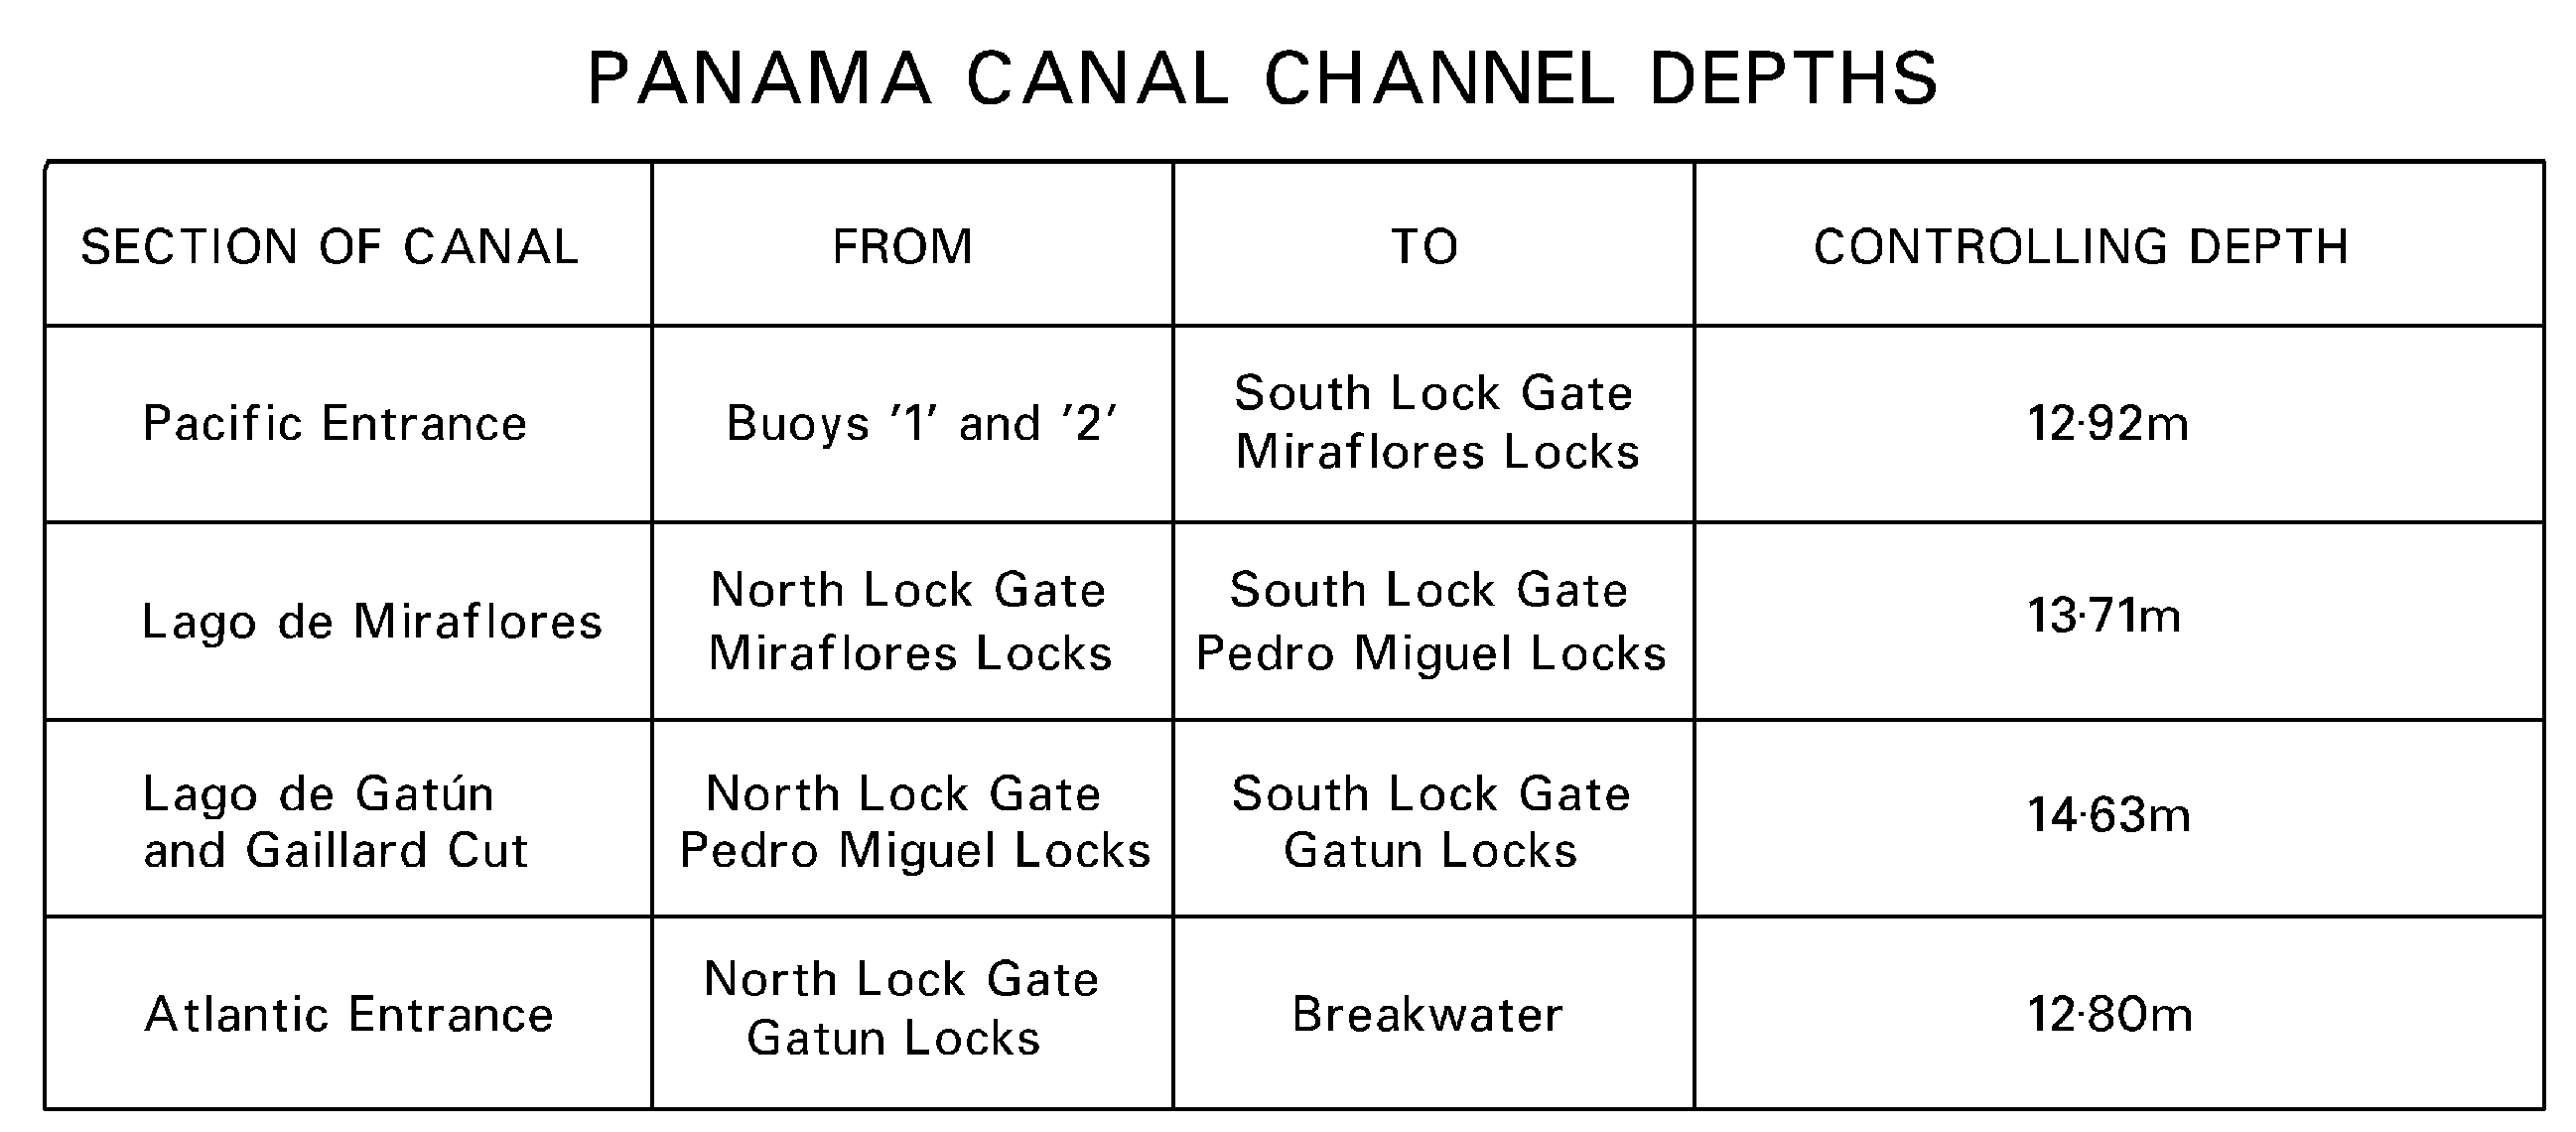 PANAMA CANAL CHANNEL DEPTHS
SECTION OF CANAL
FROM
TO
CONTROLLING DEPTH
Pacific Entrance
Buoys '1' and '2'
South Lock Gate
Miraflores Locks
12·92m
Lago de Miraflores
North Lock Gate
Miraflores Locks
South Lock Gate
Pedro Miguel Locks
13·71m
Lago de Gatún
and Gaillard Cut
North Lock Gate
Pedro Miguel Locks
South Lock Gate
Gatun Locks
14·63m
Atlantic Entrance
North Lock Gate
Gatun Locks
Breakwater
12·80m